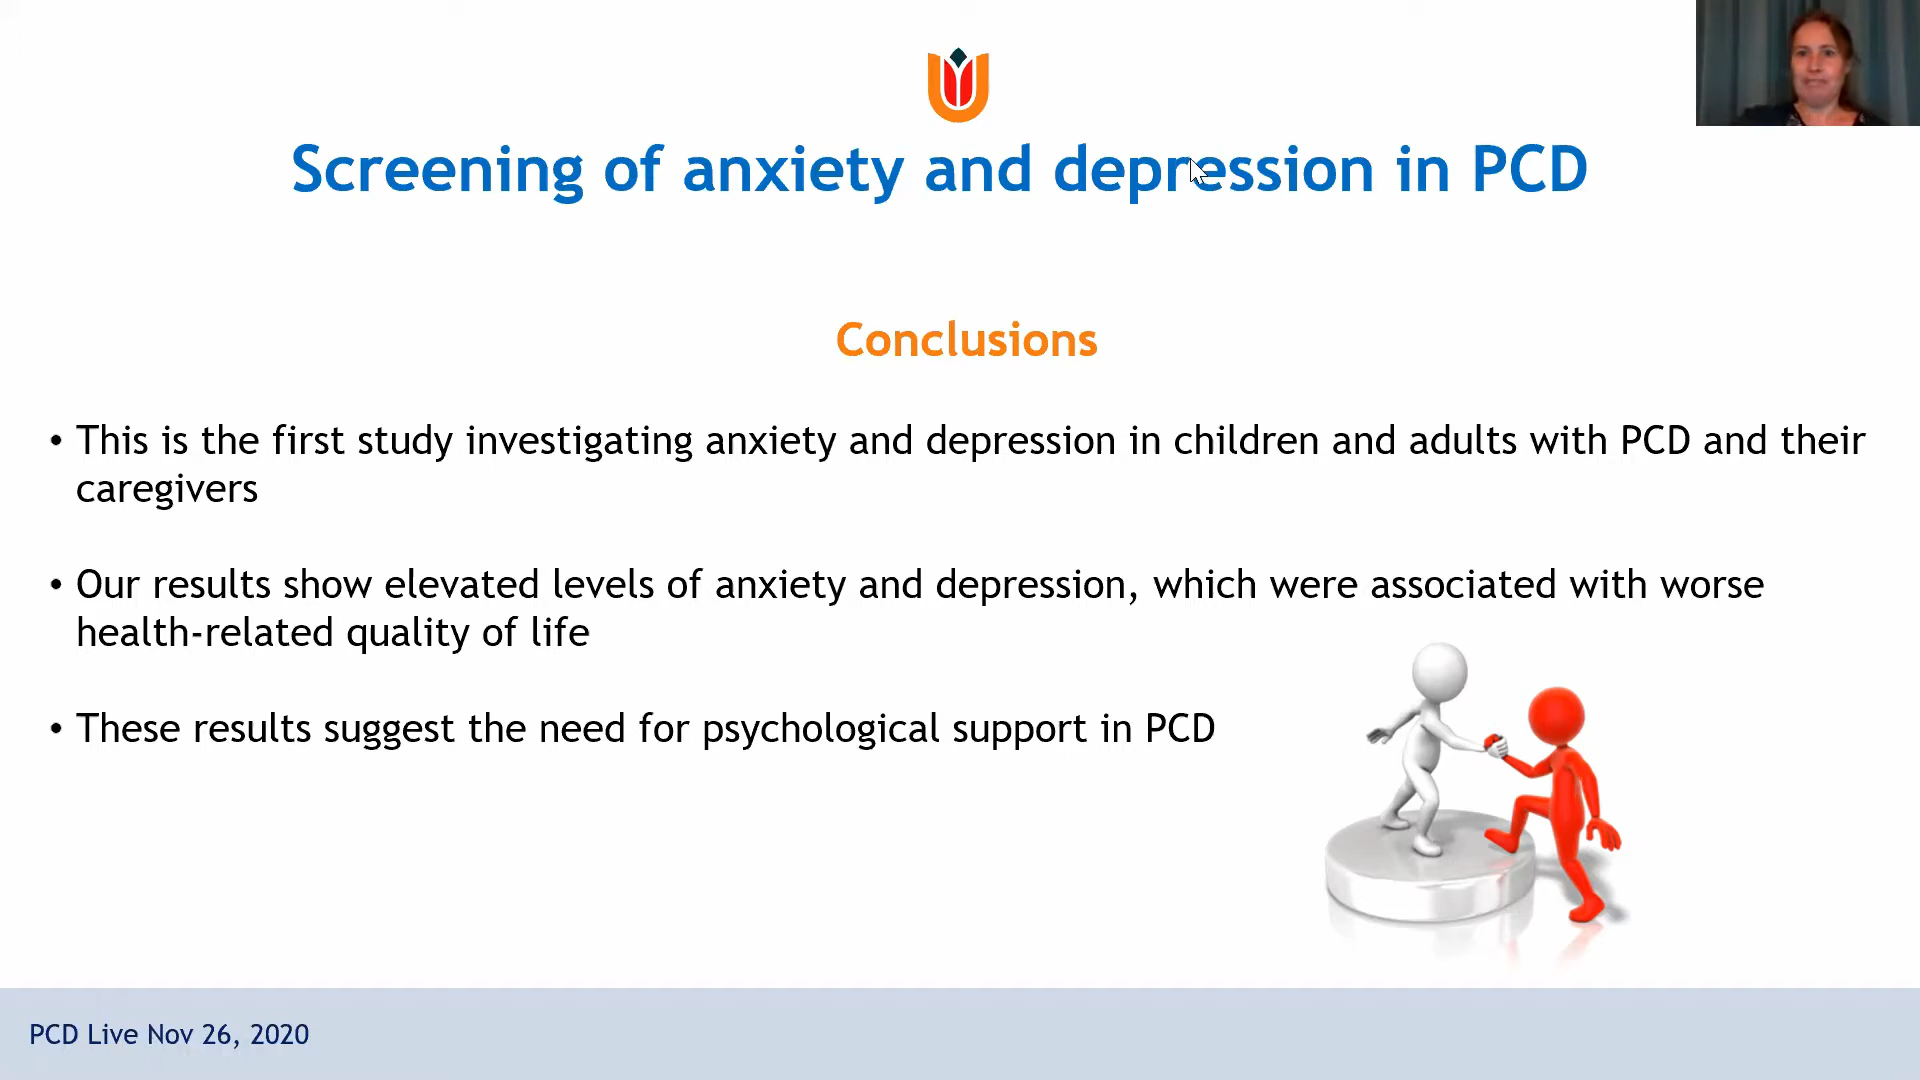 Screening of anxiety and depression in PCD
Conclusions
• This is the first study investigating anxiety and depression in children and adults with PCD and their
caregivers
• Our results show elevated levels of anxiety and depression, which were associated with worse
health-related quality of life
• These results suggest the need for psychological support in PCD
PCD Live Nov 26, 2020